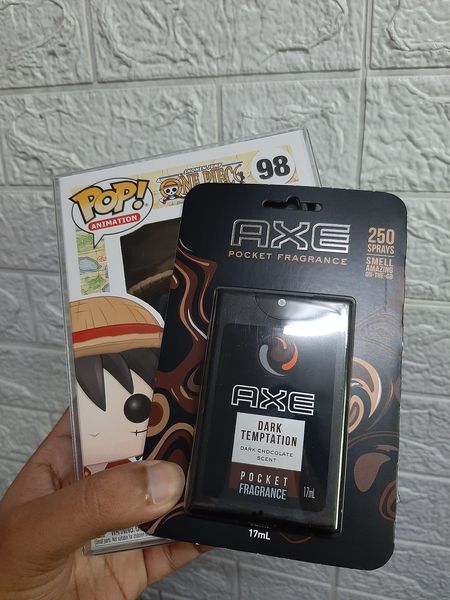 POP!
ANIMATION
ONE PIECE
98
AXE
POCKET FRAGRANCE
250
SPRAYS
SMELL
AMAZING
ON-THE-GO
AXE
DARK
TEMPTATION
DARK CHOCOLATE
SCENT
POCKET
FRAGRANCE
17mL
17mL
WARNING